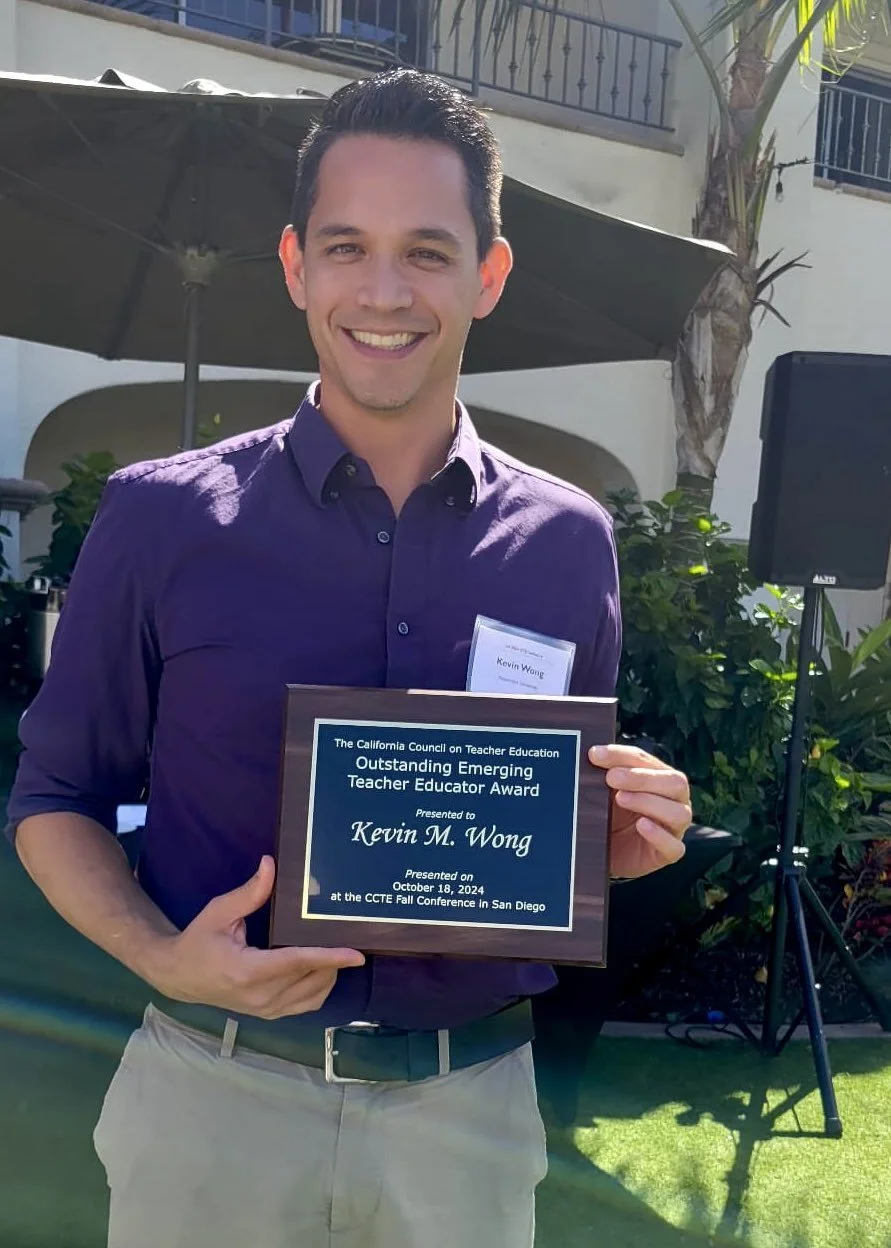 Kevin Wong
The California Council on Teacher Education
Outstanding Emerging
Teacher Educator Award
Presented to
Kevin M. Wong
Presented on
October 18, 2024
at the CCTE Fall Conference in San Diego
ALTO